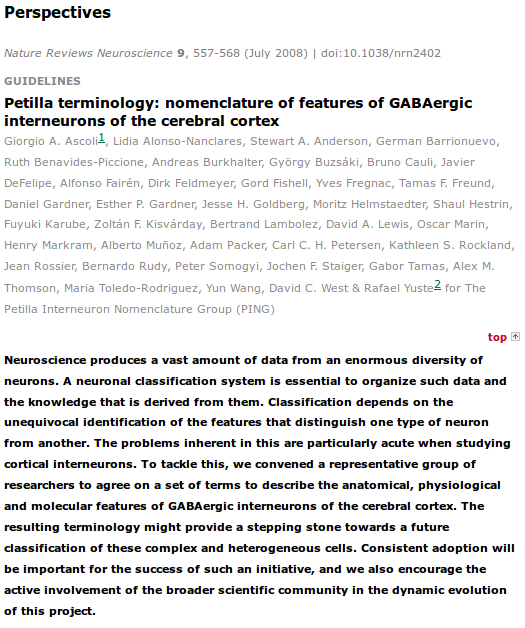 Perspectives
Nature Reviews Neuroscience 9, 557-568 (July 2008) | doi:10.1038/nrn2402
GUIDELINES
Petilla terminology: nomenclature of features of GABAergic
interneurons of the cerebral cortex
Giorgio A. Ascoli1, Lidia Alonso-Nanclares, Stewart A. Anderson, German Barrionuevo,
Ruth Benavides-Piccione, Andreas Burkhalter, György Buzsáki, Bruno Cauli, Javier
DeFelipe, Alfonso Fairén, Dirk Feldmeyer, Gord Fishell, Yves Fregnac, Tamas F. Freund,
Daniel Gardner, Esther P. Gardner, Jesse H. Goldberg, Moritz Helmstaedter, Shaul Hestrin,
Fuyuki Karube, Zoltán F. Kisvárday, Bertrand Lambolez, David A. Lewis, Oscar Marin,
Henry Markram, Alberto Muñoz, Adam Packer, Carl C. H. Petersen, Kathleen S. Rockland,
Jean Rossier, Bernardo Rudy, Peter Somogyi, Jochen F. Staiger, Gabor Tamas, Alex M.
Thomson, Maria Toledo-Rodriguez, Yun Wang, David C. West & Rafael Yuste2 for The
Petilla Interneuron Nomenclature Group (PING)
top
Neuroscience produces a vast amount of data from an enormous diversity of
neurons. A neuronal classification system is essential to organize such data and
the knowledge that is derived from them. Classification depends on the
unequivocal identification of the features that distinguish one type of neuron
from another. The problems inherent in this are particularly acute when studying
cortical interneurons. To tackle this, we convened a representative group of
researchers to agree on a set of terms to describe the anatomical, physiological
and molecular features of GABAergic interneurons of the cerebral cortex. The
resulting terminology might provide a stepping stone towards a future
classification of these complex and heterogeneous cells. Consistent adoption will
be important for the success of such an initiative, and we also encourage the
active involvement of the broader scientific community in the dynamic evolution
of this project.